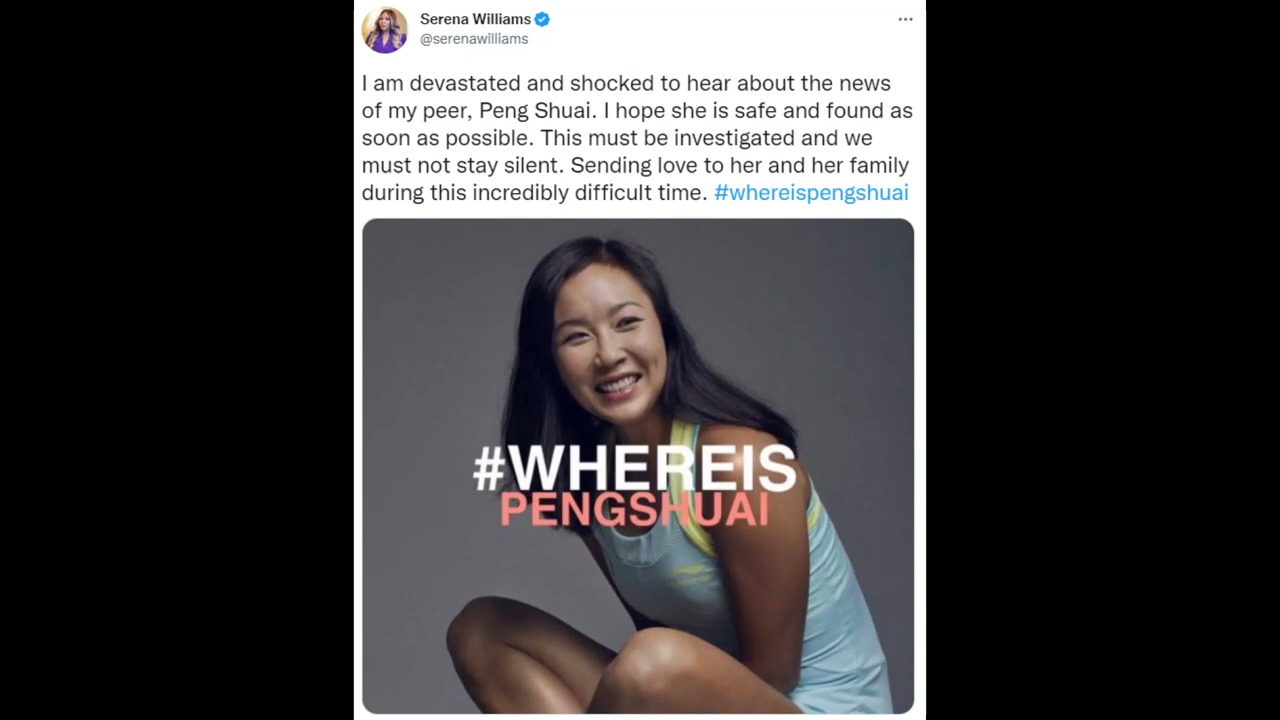 Serena Williams
@serenawilliams
I am devastated and shocked to hear about the news
of my peer, Peng Shuai. I hope she is safe and found as
soon as possible. This must be investigated and we
must not stay silent. Sending love to her and her family
during this incredibly difficult time. #whereispengshuai
#WHEREIS
PENGSHUAI